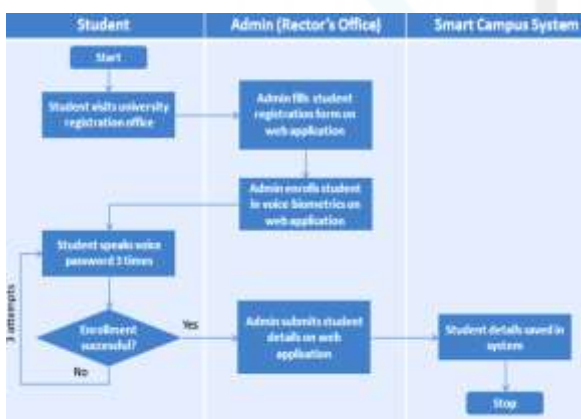 Student
Admin (Rector's Office)
Smart Campus System
Start
Student visits university
registration office
Admin fills student
registration form on
web application
Admin enrolls student
in voice biometrics on
web application
Student speaks voice
password 3 times
3 attempts
Enrollment
successful?
Yes
No
Admin submits student
details on web
application
Student details saved in
system
Stop